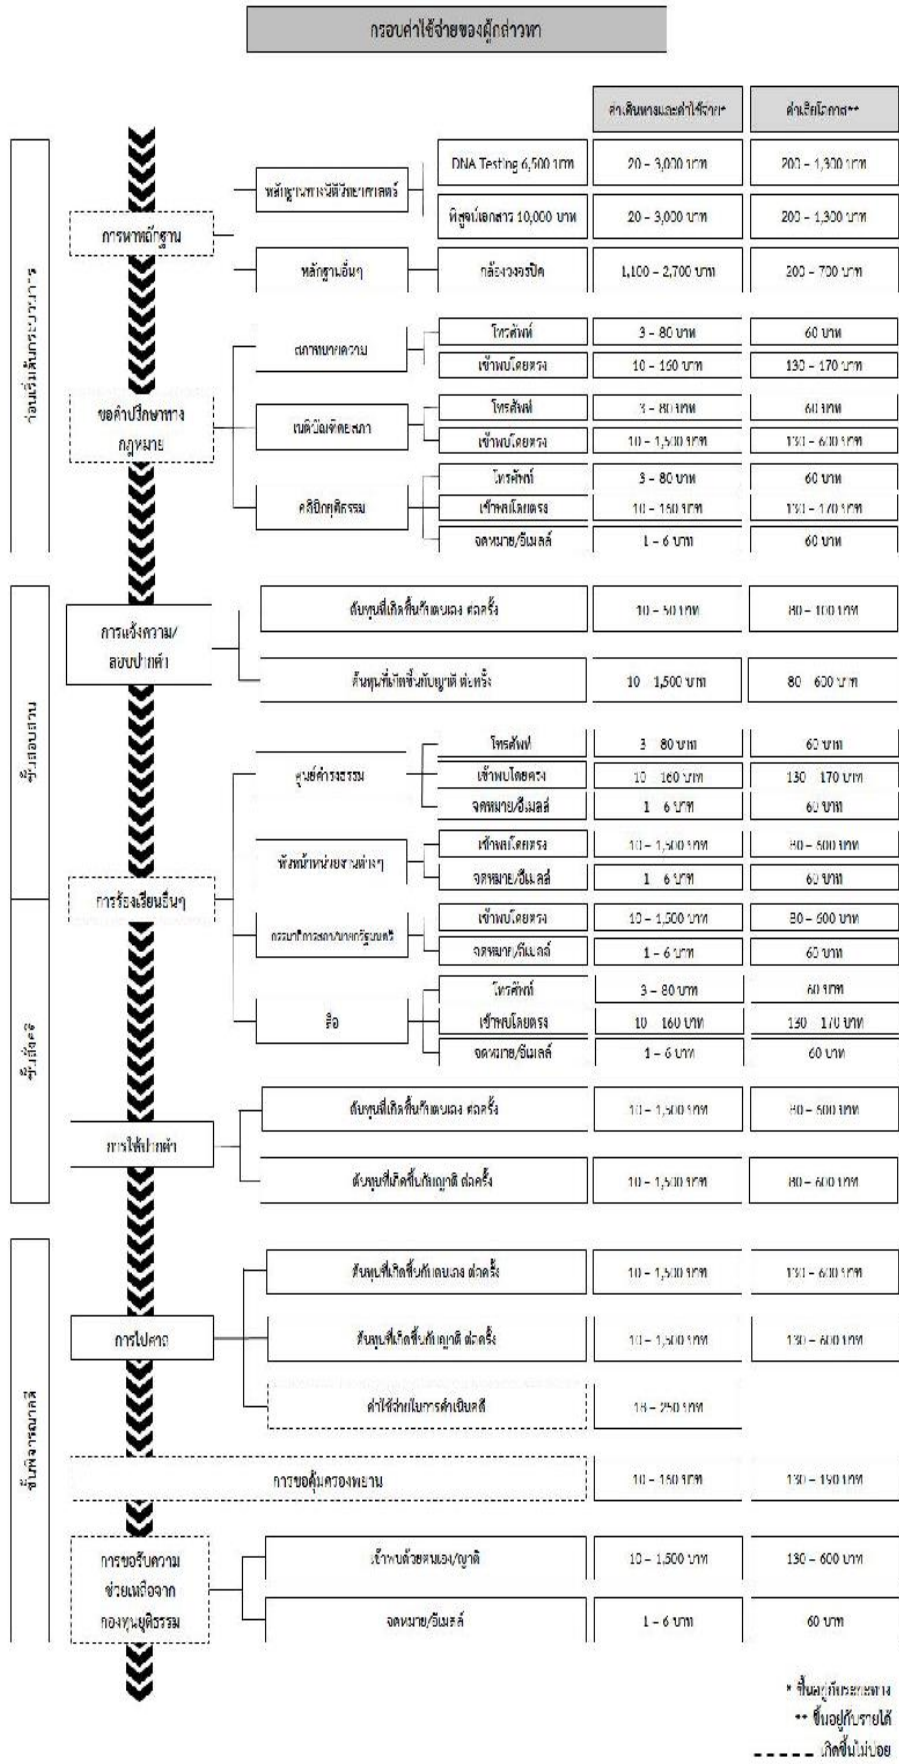 กรอบค่าใช้จ่ายของผู้กล่าวหา
ค่าเดินทางและค่าใช้จ่าย*
ค่าเสียโอกาส**
ก่อนเริ่มต้นกระบวนการ
การหาหลักฐาน
หลักฐานทางนิติวิทยาศาสตร์
DNA Testing 6,500 บาท
20 – 3,000 บาท
200 – 1,300 บาท
พิสูจน์เอกสาร 10,000 บาท
20 – 3,000 บาท
200 – 1,300 บาท
หลักฐานอื่นๆ
กล้องวงจรปิด
1,100 – 2,700 บาท
200 – 700 บาท
ขอคำปรึกษาทาง
กฎหมาย
สภาทนายความ
โทรศัพท์
3 – 80 บาท
60 บาท
เข้าพบโดยตรง
10 – 160 บาท
130 – 170 บาท
เนติบัณฑิตยสภา
โทรศัพท์
3 – 80 บาท
60 บาท
เข้าพบโดยตรง
10 – 1,500 บาท
130 – 600 บาท
คลินิกยุติธรรม
โทรศัพท์
3 – 80 บาท
60 บาท
เข้าพบโดยตรง
10 – 160 บาท
130 – 170 บาท
จดหมาย/อีเมลล์
1 – 6 บาท
60 บาท
ชั้นสอบสวน
การแจ้งความ/
สอบปากคำ
ต้นทุนที่เกิดขึ้นกับตนเอง ต่อครั้ง
10 – 50 บาท
80 – 100 บาท
ต้นทุนที่เกิดขึ้นกับญาติ ต่อครั้ง
10 – 1,500 บาท
80 – 600 บาท
การร้องเรียนอื่นๆ
ศูนย์ดำรงธรรม
โทรศัพท์
3 – 80 บาท
60 บาท
เข้าพบโดยตรง
10 – 160 บาท
130 – 170 บาท
จดหมาย/อีเมลล์
1 – 6 บาท
60 บาท
หัวหน้าหน่วยงานต่างๆ
เข้าพบโดยตรง
10 – 1,500 บาท
80 – 600 บาท
จดหมาย/อีเมลล์
1 – 6 บาท
60 บาท
กรรมาธิการสภา/นายกรัฐมนตรี
เข้าพบโดยตรง
10 – 1,500 บาท
80 – 600 บาท
จดหมาย/อีเมลล์
1 – 6 บาท
60 บาท
สื่อ
โทรศัพท์
3 – 80 บาท
60 บาท
เข้าพบโดยตรง
10 – 160 บาท
130 – 170 บาท
จดหมาย/อีเมลล์
1 – 6 บาท
60 บาท
ชั้นสั่งคดี
การให้ปากคำ
ต้นทุนที่เกิดขึ้นกับตนเอง ต่อครั้ง
10 – 1,500 บาท
80 – 600 บาท
ต้นทุนที่เกิดขึ้นกับญาติ ต่อครั้ง
10 – 1,500 บาท
80 – 600 บาท
ชั้นพิจารณาคดี
การไปศาล
ต้นทุนที่เกิดขึ้นกับตนเอง ต่อครั้ง
10 – 1,500 บาท
130 – 600 บาท
ต้นทุนที่เกิดขึ้นกับญาติ ต่อครั้ง
10 – 1,500 บาท
130 – 600 บาท
ค่าใช้จ่ายในการดำเนินคดี
18 – 250 บาท
การขอคุ้มครองพยาน
10 – 160 บาท
130 – 190 บาท
การขอรับความ
ช่วยเหลือจาก
กองทุนยุติธรรม
เข้าพบด้วยตนเอง/ญาติ
10 – 1,500 บาท
130 – 600 บาท
จดหมาย/อีเมลล์
1 – 6 บาท
60 บาท
* ขึ้นอยู่กับระยะทาง
** ขึ้นอยู่กับรายได้
เกิดขึ้นไม่บ่อย